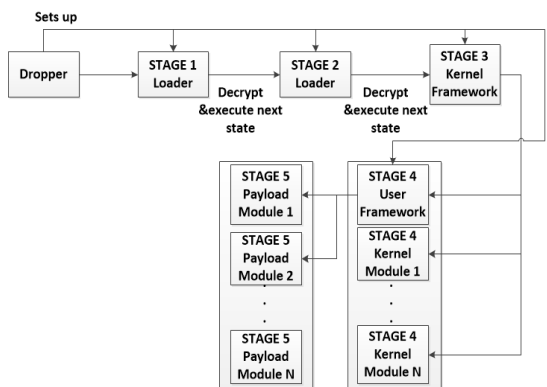 Sets up
Dropper
STAGE 1
Loader
Decrypt
&execute next
state
STAGE 2
Loader
Decrypt
&execute next
state
STAGE 3
Kernel
Framework
STAGE 5
Payload
Module 1
STAGE 4
User
Framework
STAGE 5
Payload
Module 2
STAGE 4
Kernel
Module 1
STAGE 5
Payload
Module N
STAGE 4
Kernel
Module N